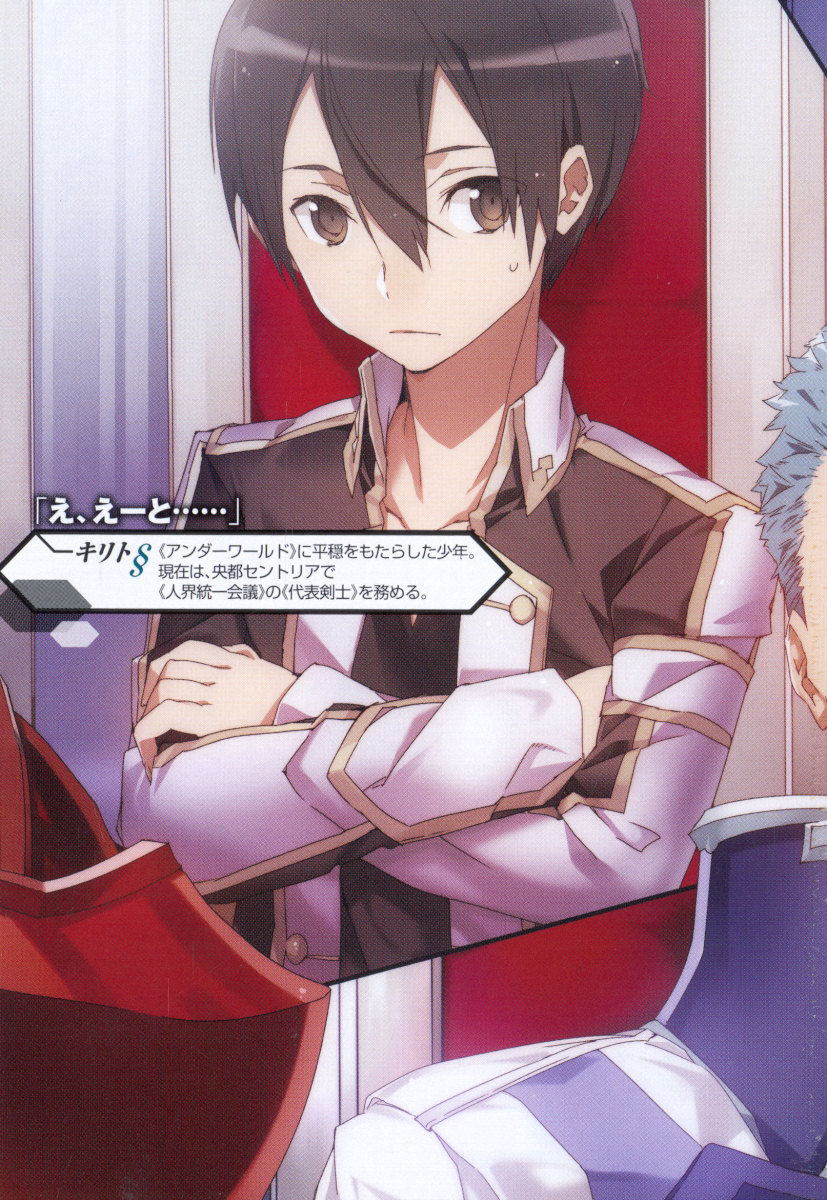 「え、えーと……」
キリト§
《アンダーワールド》に平穏をもたらした少年。
現在は、央都セントリアで
《人界統一会議》の《代表剣士》を務める。